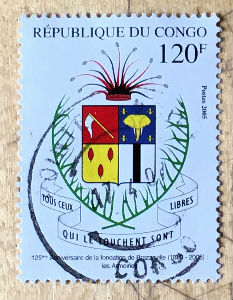 RÉPUBLIQUE DU CONGO
120F
Postes 2005
TOUS CEUX
LIBRES
QUI LE TOUCHENT SONT
125ème Anniversaire de la fondation de Brazzaville (1880 - 2005)
les Armoiries